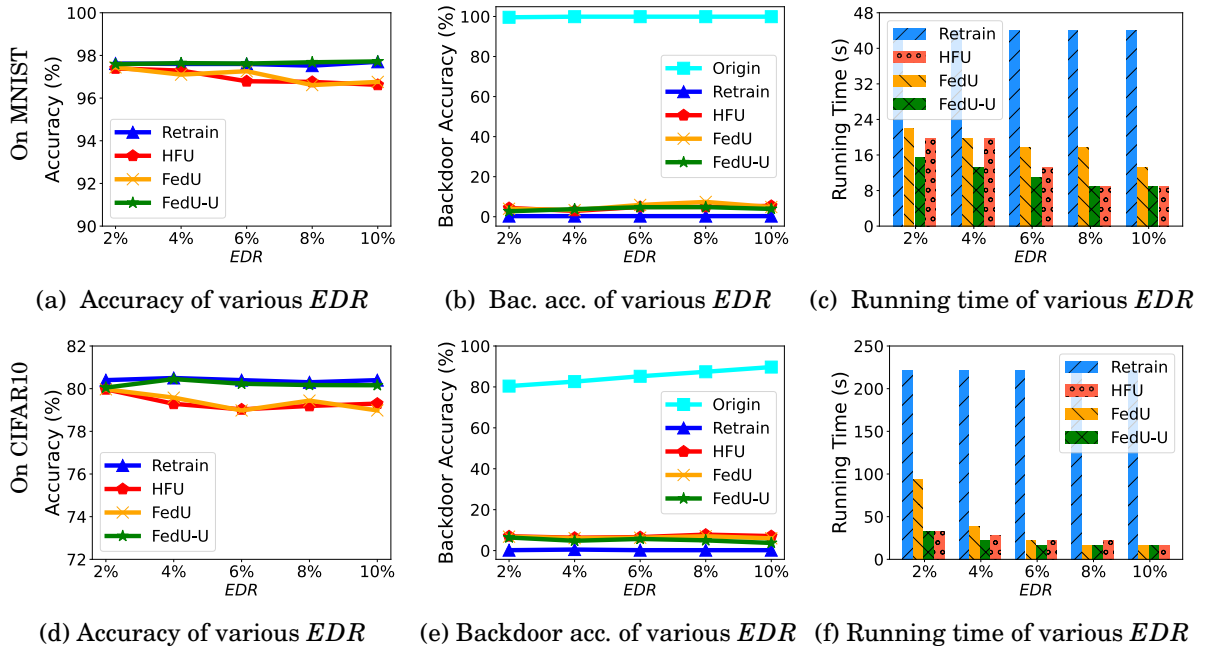 On MNIST
Accuracy (%)
100
98
96
94
92
90
Retrain
HFU
FedU
FedU-U
2% 4% 6% 8% 10%
EDR
(a) Accuracy of various EDR
Backdoor Accuracy (%)
100
80
60
40
20
0
Origin
Retrain
HFU
FedU
FedU-U
2% 4% 6% 8% 10%
EDR
(b) Bac. acc. of various EDR
Running Time (s)
48
40
32
24
16
8
0
Retrain
HFU
FedU
FedU-U
2% 4% 6% 8% 10%
EDR
(c) Running time of various EDR
On CIFAR10
Accuracy (%)
82
80
78
76
74
72
Retrain
HFU
FedU
FedU-U
2% 4% 6% 8% 10%
EDR
(d) Accuracy of various EDR
Backdoor Accuracy (%)
100
80
60
40
20
0
Origin
Retrain
HFU
FedU
FedU-U
2% 4% 6% 8% 10%
EDR
(e) Backdoor acc. of various EDR
Running Time (s)
250
200
150
100
50
0
Retrain
HFU
FedU
FedU-U
2% 4% 6% 8% 10%
EDR
(f) Running time of various EDR